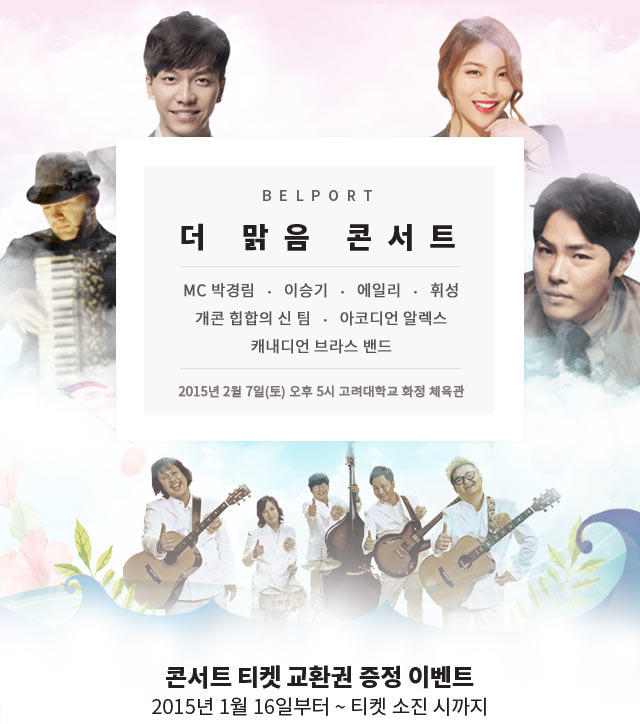 BELPORT
더 맑음 콘서트
MC 박경림 · 이승기 · 에일리 · 휘성
개콘 힙합의 신 팀 · 아코디언 알렉스
캐내디언 브라스 밴드
2015년 2월 7일(토) 오후 5시 고려대학교 화정 체육관
콘서트 티켓 교환권 증정 이벤트
2015년 1월 16일부터 ~ 티켓 소진 시까지